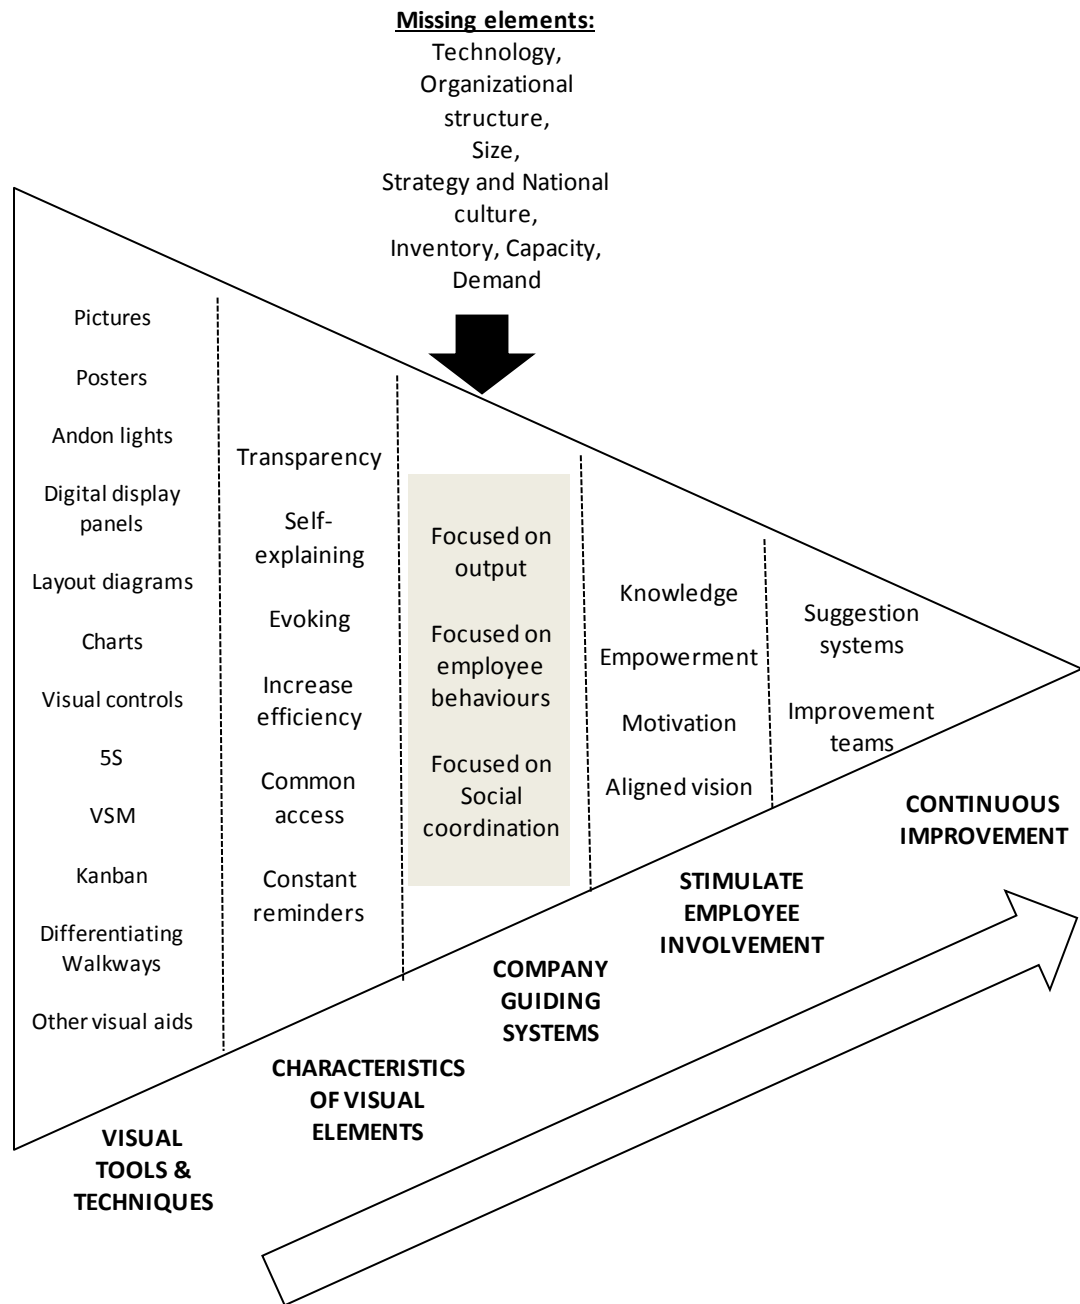 Missing elements:
Technology,
Organizational
structure,
Size,
Strategy and National
culture,
Inventory, Capacity,
Demand
Pictures
Posters
Andon lights
Digital display
panels
Layout diagrams
Charts
Visual controls
5S
VSM
Kanban
Differentiating
Walkways
Other visual aids
VISUAL
TOOLS &
TECHNIQUES
Transparency
Self-
explaining
Evoking
Increase
efficiency
Common
access
Constant
reminders
CHARACTERISTICS
OF VISUAL
ELEMENTS
Focused on
output
Focused on
employee
behaviours
Focused on
Social
coordination
COMPANY
GUIDING
SYSTEMS
Knowledge
Empowerment
Motivation
Aligned vision
STIMULATE
EMPLOYEE
INVOLVEMENT
Suggestion
systems
Improvement
teams
CONTINUOUS
IMPROVEMENT